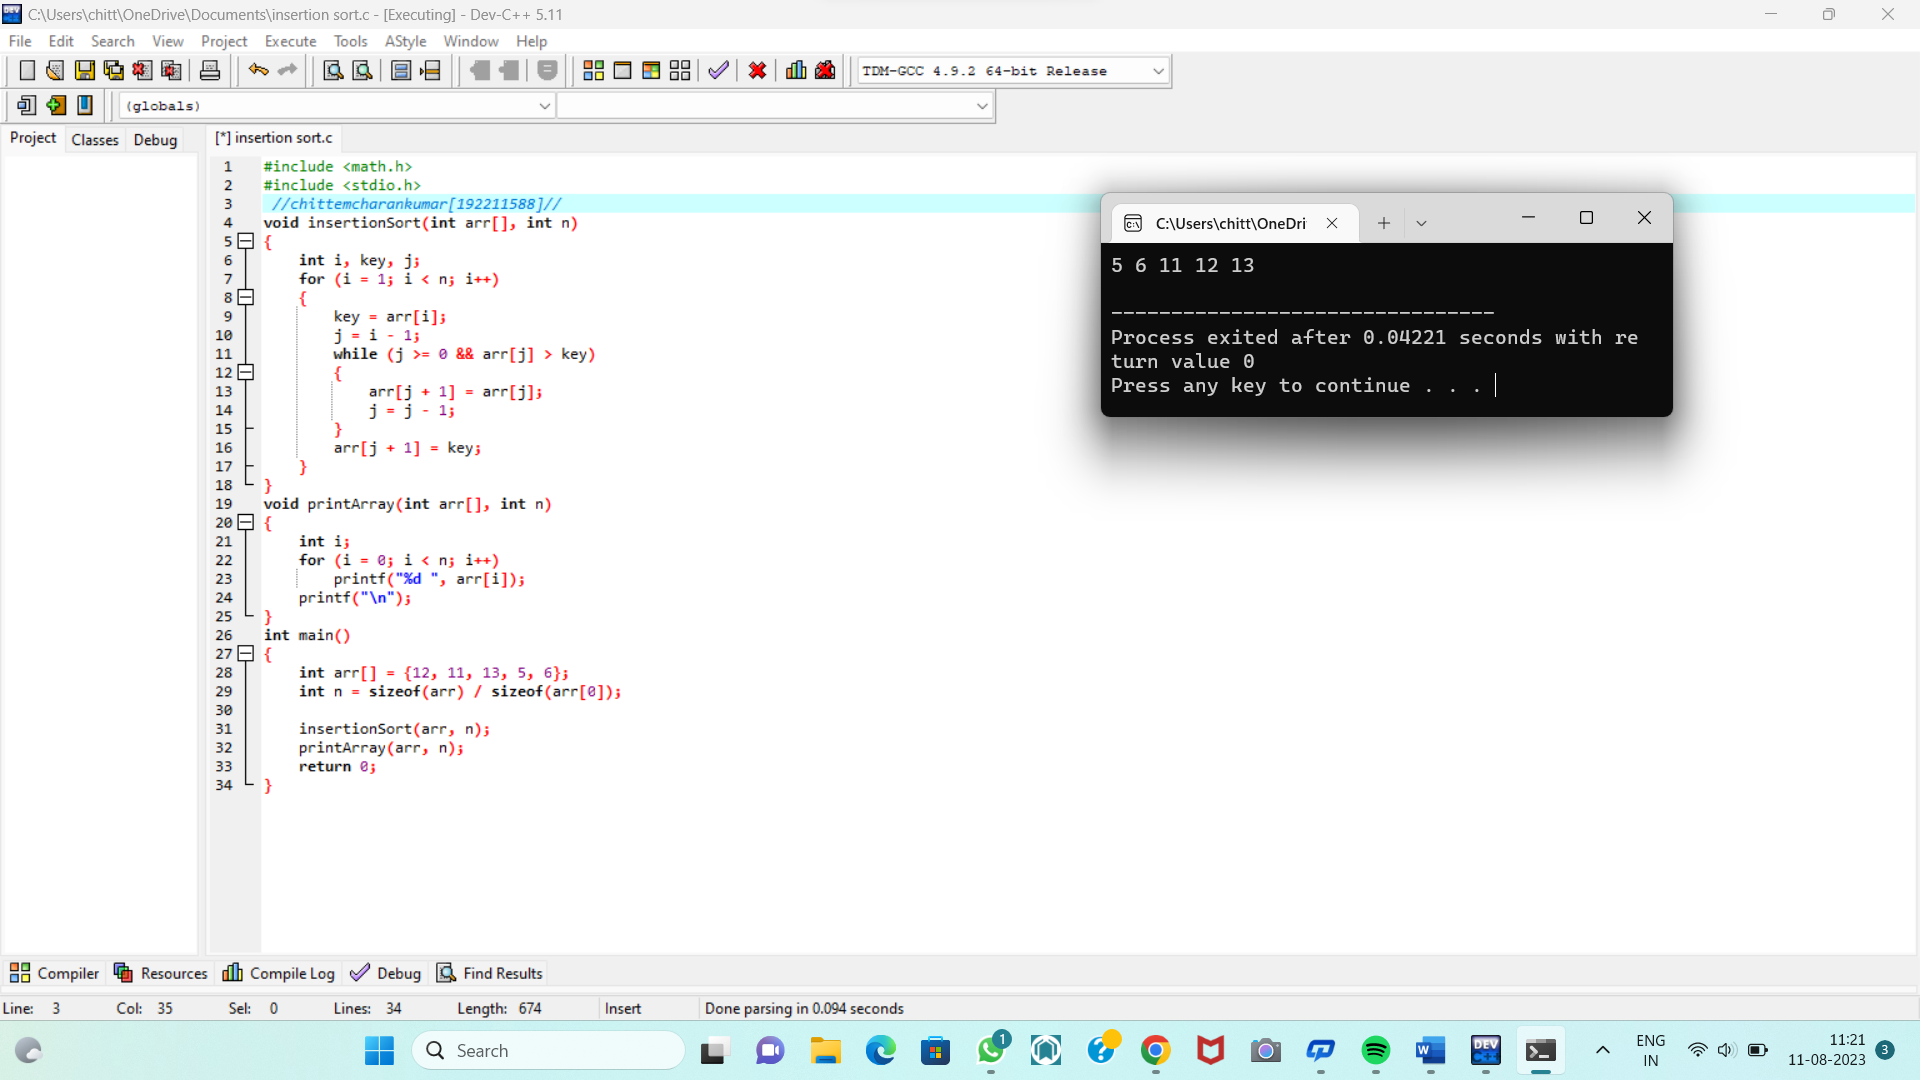 C:\Users\chitt\OneDrive\Documents\insertion sort.c - [Executing] - Dev-C++ 5.11
File Edit Search View Project Execute Tools AStyle Window Help
TDM-GCC 4.9.2 64-bit Release
(globals)
Project Classes Debug [*] insertion sort.c
1 #include <math.h>
2 #include <stdio.h>
3 //chittemcharankumar[192211588]//
4 void insertionSort(int arr[], int n)
5 {
6 int i, key, j;
7 for (i = 1; i < n; i++)
8 {
9 key = arr[i];
10 j = i - 1;
11 while (j >= 0 && arr[j] > key)
12 {
13 arr[j + 1] = arr[j];
14 j = j - 1;
15 }
16 arr[j + 1] = key;
17 }
18 }
19 void printArray(int arr[], int n)
20 {
21 int i;
22 for (i = 0; i < n; i++)
23 printf("%d ", arr[i]);
24 printf("\n");
25 }
26 int main()
27 {
28 int arr[] = {12, 11, 13, 5, 6};
29 int n = sizeof(arr) / sizeof(arr[0]);
30
31 insertionSort(arr, n);
32 printArray(arr, n);
33 return 0;
34 }
C:\Users\chitt\OneDri
5 6 11 12 13
--------------------------------
Process exited after 0.04221 seconds with re
turn value 0
Press any key to continue . . .
Compiler Resources Compile Log Debug Find Results
Line: 3 Col: 35 Sel: 0 Lines: 34 Length: 674 Insert Done parsing in 0.094 seconds
Search
1
DEV C++
ENG
IN
11:21
11-08-2023
3